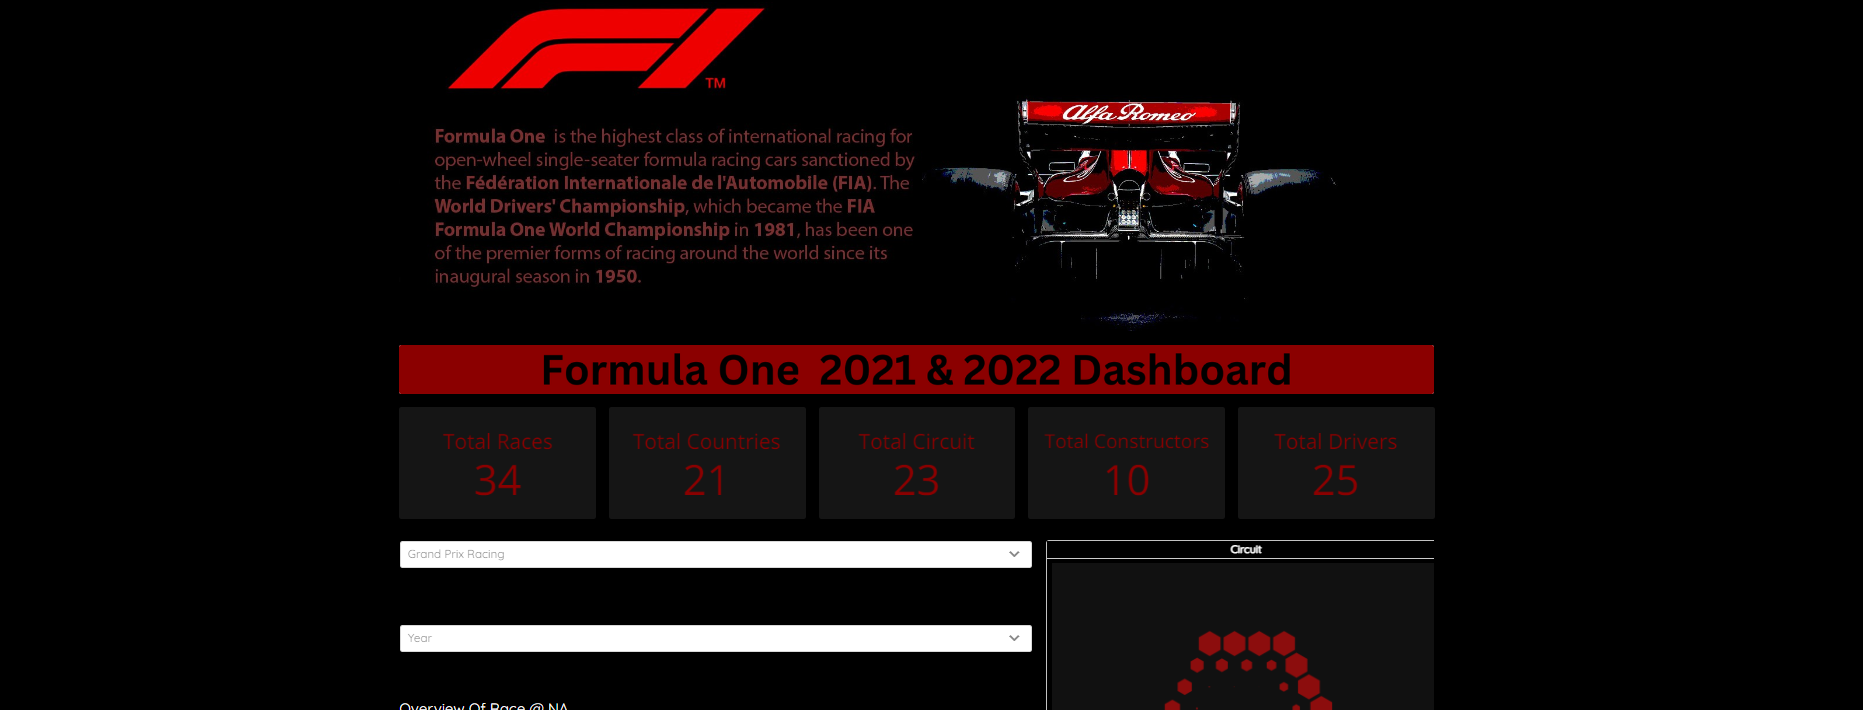 F1
TM
Alfa Romeo
Formula One is the highest class of international racing for
open-wheel single-seater formula racing cars sanctioned by
the Fédération Internationale de l'Automobile (FIA). The
World Drivers' Championship, which became the FIA
Formula One World Championship in 1981, has been one
of the premier forms of racing around the world since its
inaugural season in 1950.
Formula One 2021 & 2022 Dashboard
Total Races
34
Total Countries
21
Total Circuit
23
Total Constructors
10
Total Drivers
25
Grand Prix Racing
Circuit
Year
Overview Of Race @ NA